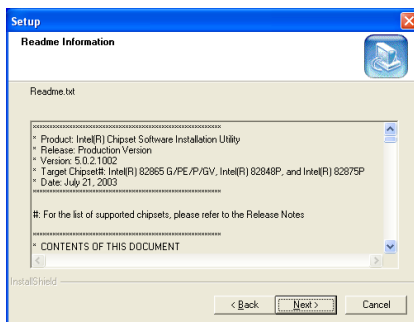 Setup
Readme Information
Readme.txt
************************************************************
* Product: Intel(R) Chipset Software Installation Utility
* Release: Production Version
* Version: 5.0.2.1002
* Target Chipset#: Intel(R) 82865 G/PE/P/GV, Intel(R) 82848P, and Intel(R) 82875P
* Date: July 21, 2003
************************************************************
#: For the list of supported chipsets, please refer to the Release Notes
************************************************************
* CONTENTS OF THIS DOCUMENT
InstallShield
< Back Next > Cancel